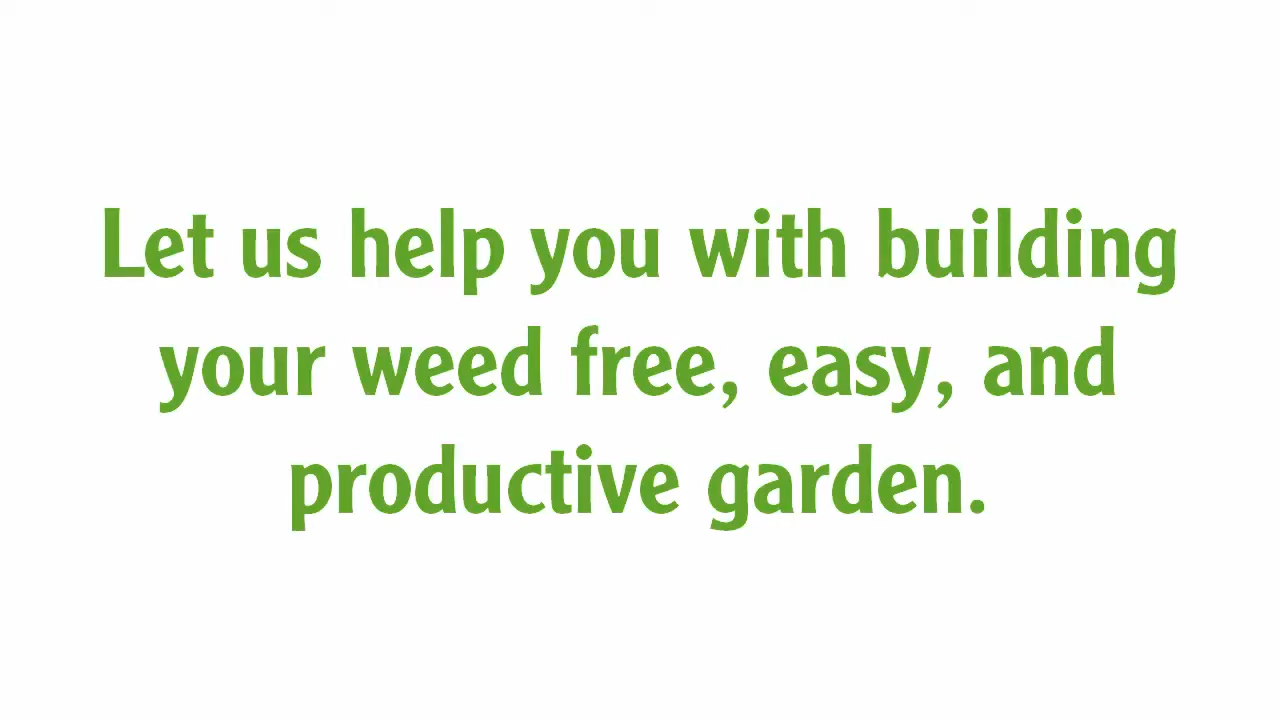 Let us help you with building
your weed free, easy, and
productive garden.